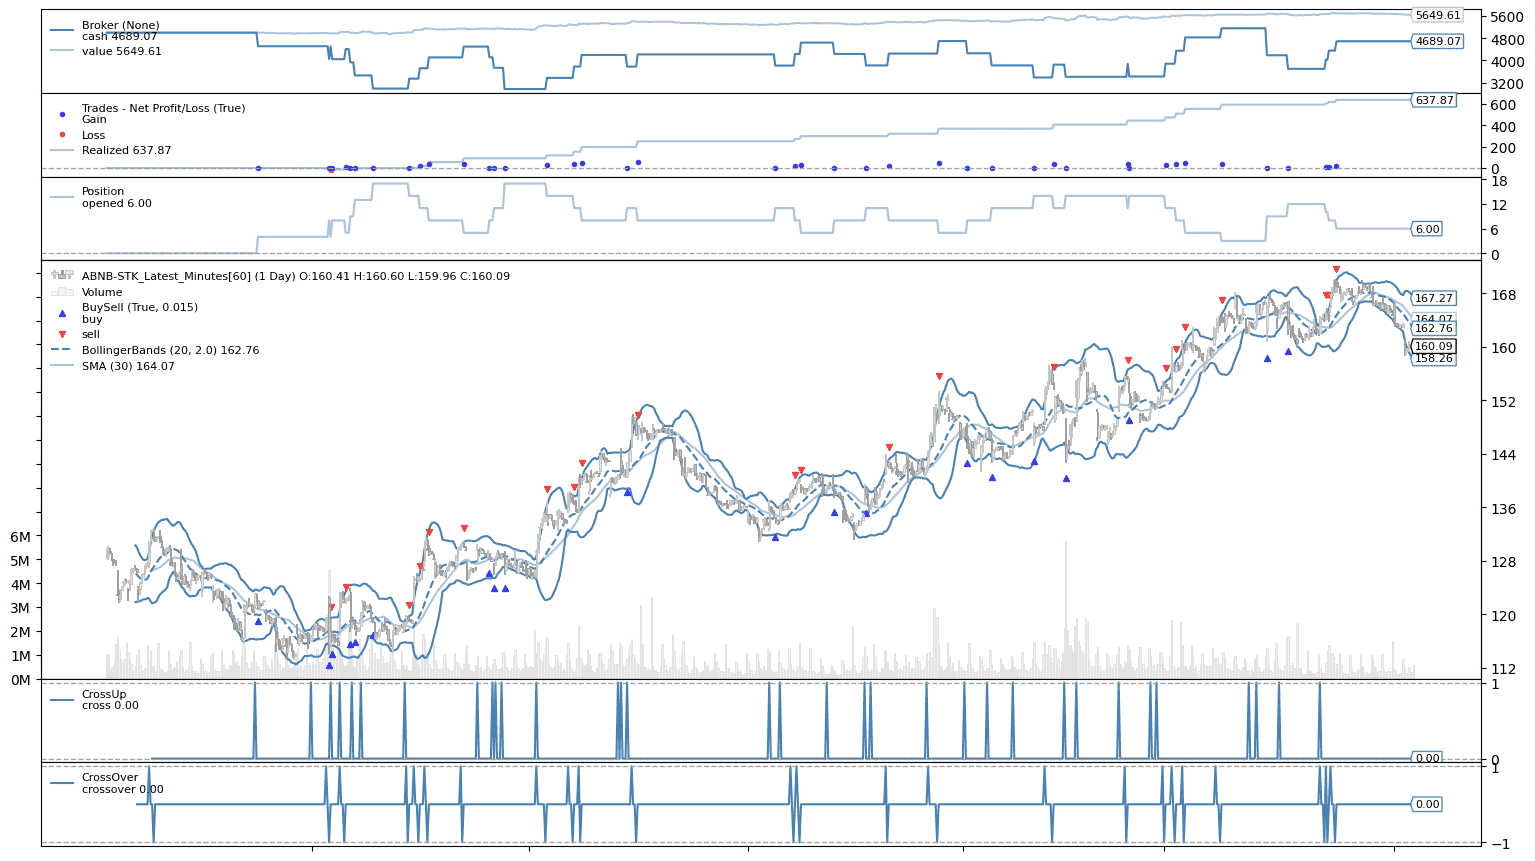 Broker (None)
cash 4689.07
value 5649.61
5649.61
4689.07
5600
4800
4000
3200
Trades - Net Profit/Loss (True)
Gain
Loss
Realized 637.87
637.87
600
400
200
0
Position
opened 6.00
6.00
18
12
6
0
ABNB-STK_Latest_Minutes[60] (1 Day) O:160.41 H:160.60 L:159.96 C:160.09
Volume
BuySell (True, 0.015)
buy
sell
BollingerBands (20, 2.0) 162.76
SMA (30) 164.07
167.27
164.07
162.76
160.09
158.26
168
160
152
144
136
128
120
112
6M
5M
4M
3M
2M
1M
0M
CrossUp
cross 0.00
0.00
1
0
CrossOver
crossover 0.00
0.00
1
−1